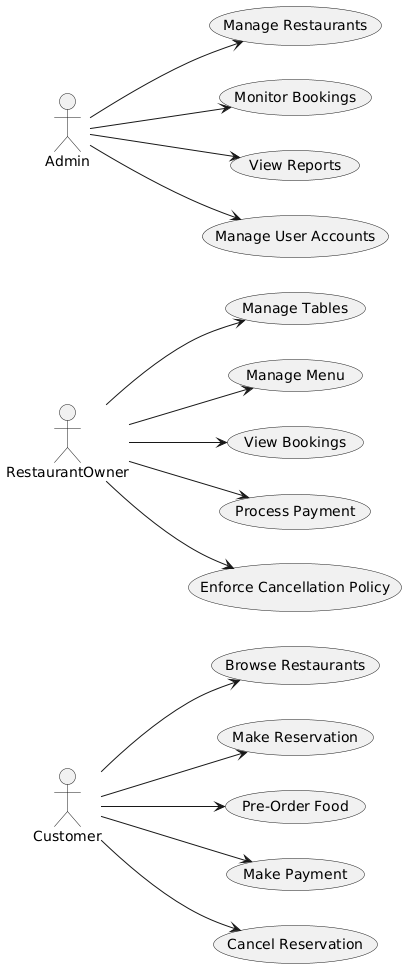 Manage Restaurants
Monitor Bookings
Admin
View Reports
Manage User Accounts
Manage Tables
Manage Menu
View Bookings
RestaurantOwner
Process Payment
Enforce Cancellation Policy
Browse Restaurants
Make Reservation
Pre-Order Food
Customer
Make Payment
Cancel Reservation